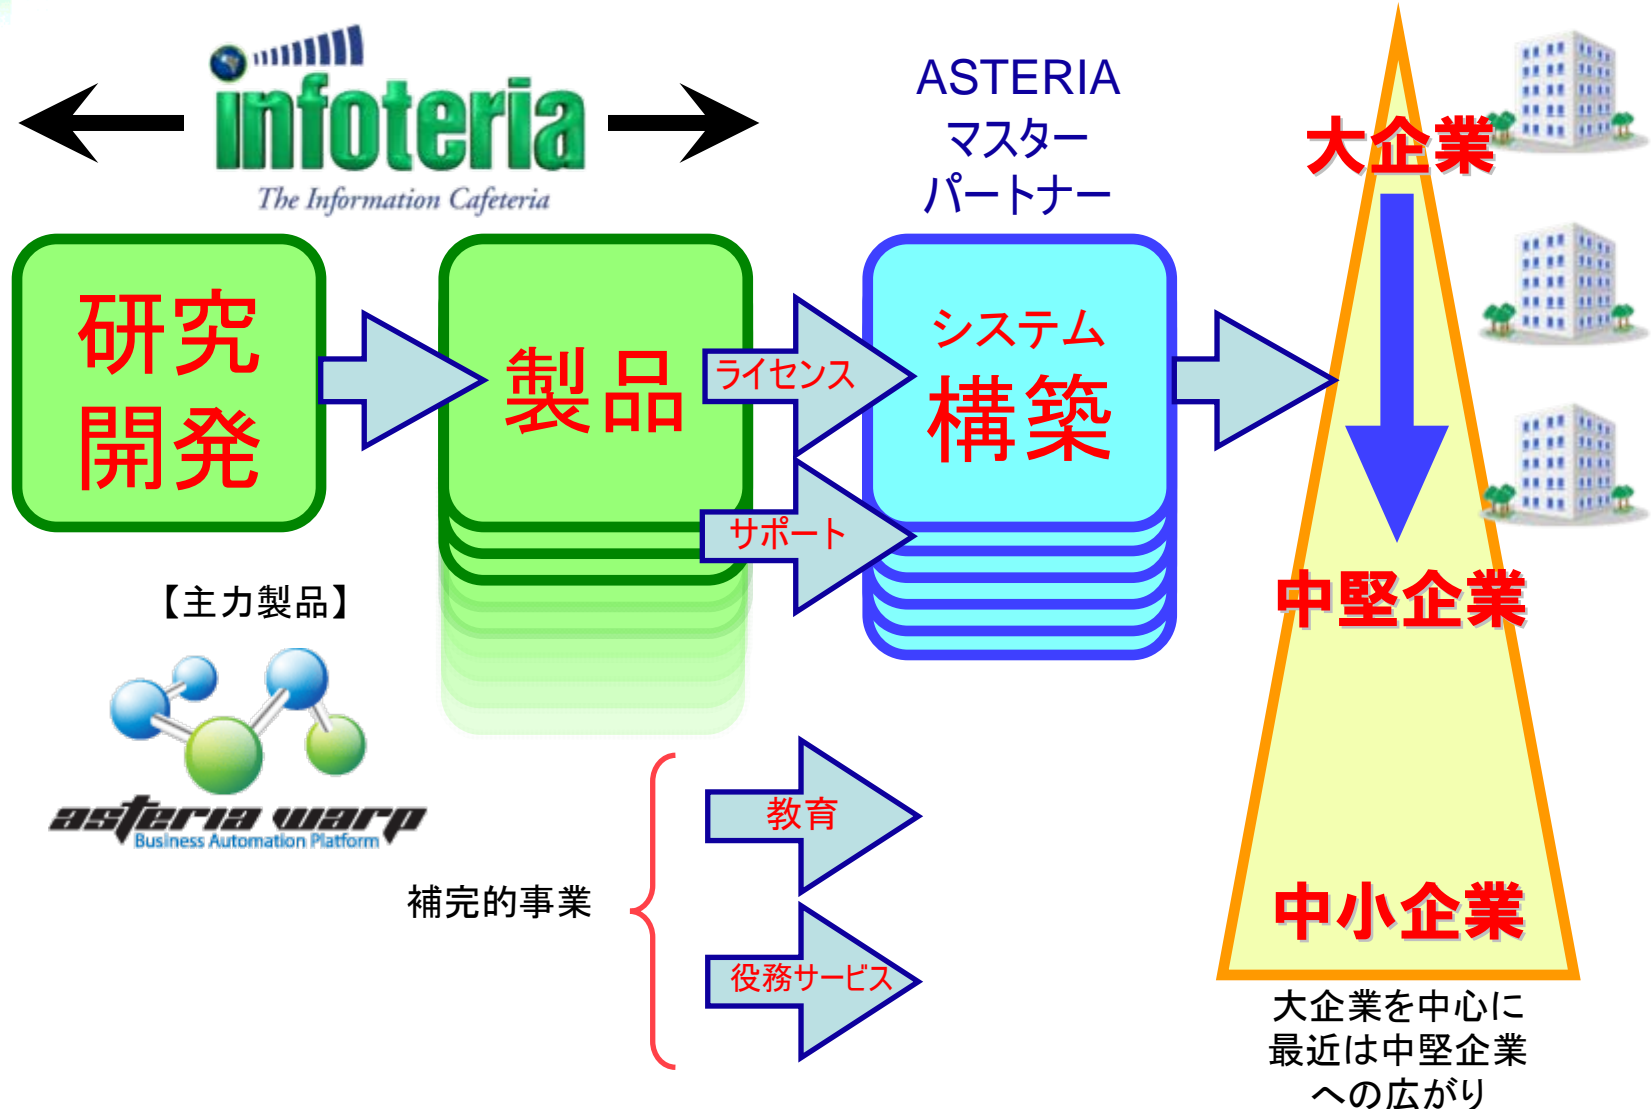 infoteria
The Information Cafeteria
ASTERIA
マスター
パートナー
研究
開発
製品
ライセンス
サポート
システム
構築
大企業
中堅企業
中小企業
【主力製品】
asteria warp
Business Automation Platform
補完的事業
教育
役務サービス
大企業を中心に
最近は中堅企業
への広がり